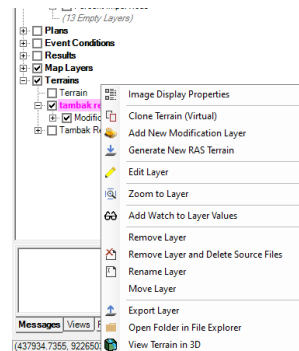 (13 Empty Layers)
Plans
Event Conditions
Results
Map Layers
Terrains
Terrain
tambak re
Modific
Tambak Re
Image Display Properties
Clone Terrain (Virtual)
Add New Modification Layer
Generate New RAS Terrain
Edit Layer
Zoom to Layer
Add Watch to Layer Values
Remove Layer
Remove Layer and Delete Source Files
Rename Layer
Move Layer
Export Layer
Open Folder in File Explorer
View Terrain in 3D
Messages
Views
(437934.7355, 922650